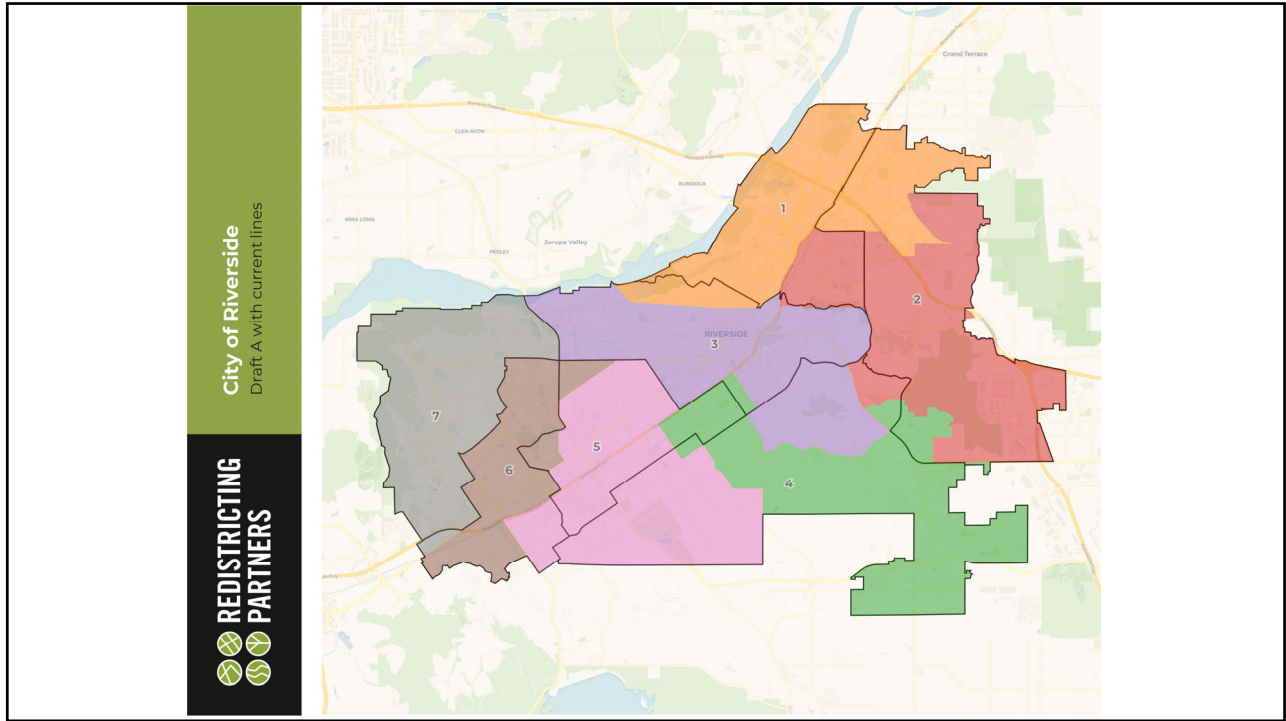 City of Riverside
Draft A with current lines
REDISTRICTING
PARTNERS
Grand Terrace
GLEN AVON
RUBIDOUX
MIRA LOMA
Jurupa Valley
PEDLEY
RIVERSIDE
1
2
3
4
5
6
7